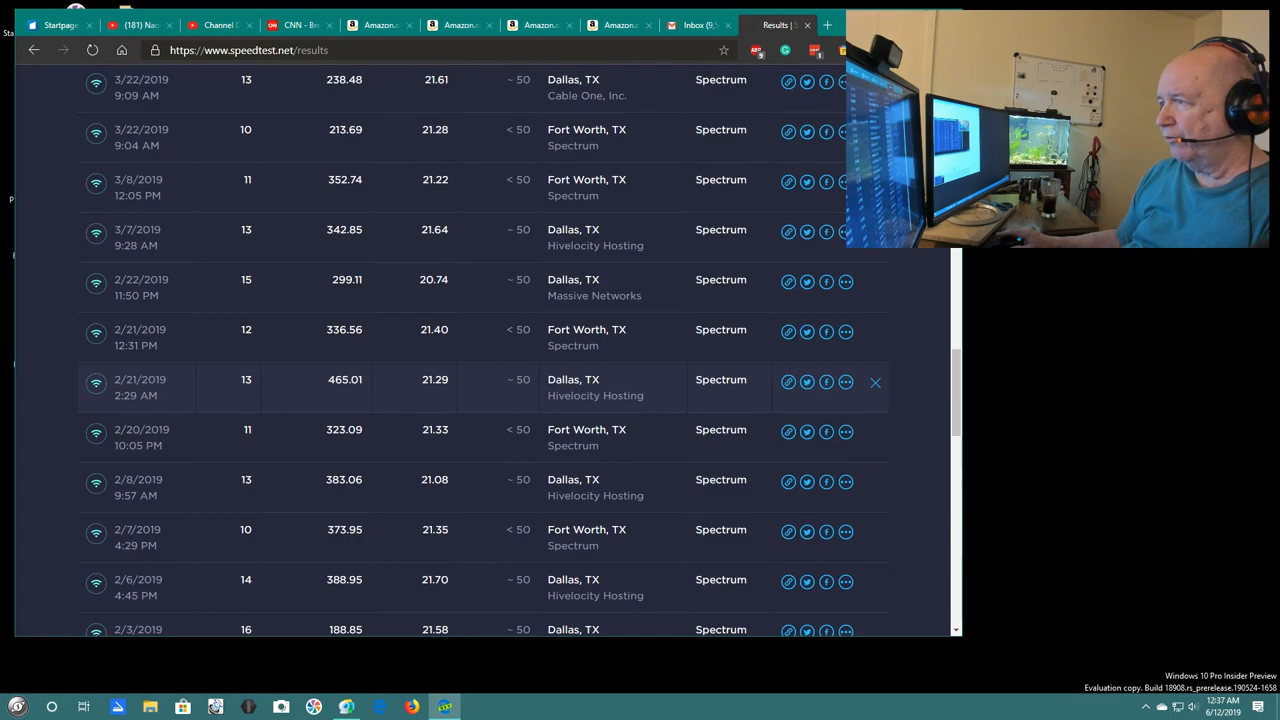 Startpage
(181) Nao
Channel D
CNN - Bre
Amazon.c
Amazon.c
Amazon.c
Amazon.c
Inbox (9,5
Results | S
https://www.speedtest.net/results
3/22/2019 13 238.48 21.61 ~ 50 Dallas, TX Spectrum
9:09 AM Cable One, Inc.
3/22/2019 10 213.69 21.28 < 50 Fort Worth, TX Spectrum
9:04 AM Spectrum
3/8/2019 11 352.74 21.22 < 50 Fort Worth, TX Spectrum
12:05 PM Spectrum
3/7/2019 13 342.85 21.64 ~ 50 Dallas, TX Spectrum
9:28 AM Hivelocity Hosting
2/22/2019 15 299.11 20.74 ~ 50 Dallas, TX Spectrum
11:50 PM Massive Networks
2/21/2019 12 336.56 21.40 < 50 Fort Worth, TX Spectrum
12:31 PM Spectrum
2/21/2019 13 465.01 21.29 ~ 50 Dallas, TX Spectrum
2:29 AM Hivelocity Hosting
2/20/2019 11 323.09 21.33 < 50 Fort Worth, TX Spectrum
10:05 PM Spectrum
2/8/2019 13 383.06 21.08 ~ 50 Dallas, TX Spectrum
9:57 AM Hivelocity Hosting
2/7/2019 10 373.95 21.35 < 50 Fort Worth, TX Spectrum
4:29 PM Spectrum
2/6/2019 14 388.95 21.70 ~ 50 Dallas, TX Spectrum
4:45 PM Hivelocity Hosting
2/3/2019 16 188.85 21.58 ~ 50 Dallas, TX Spectrum
Windows 10 Pro Insider Preview
Evaluation copy. Build 18908.rs_prerelease.190524-1658
12:37 AM
6/12/2019